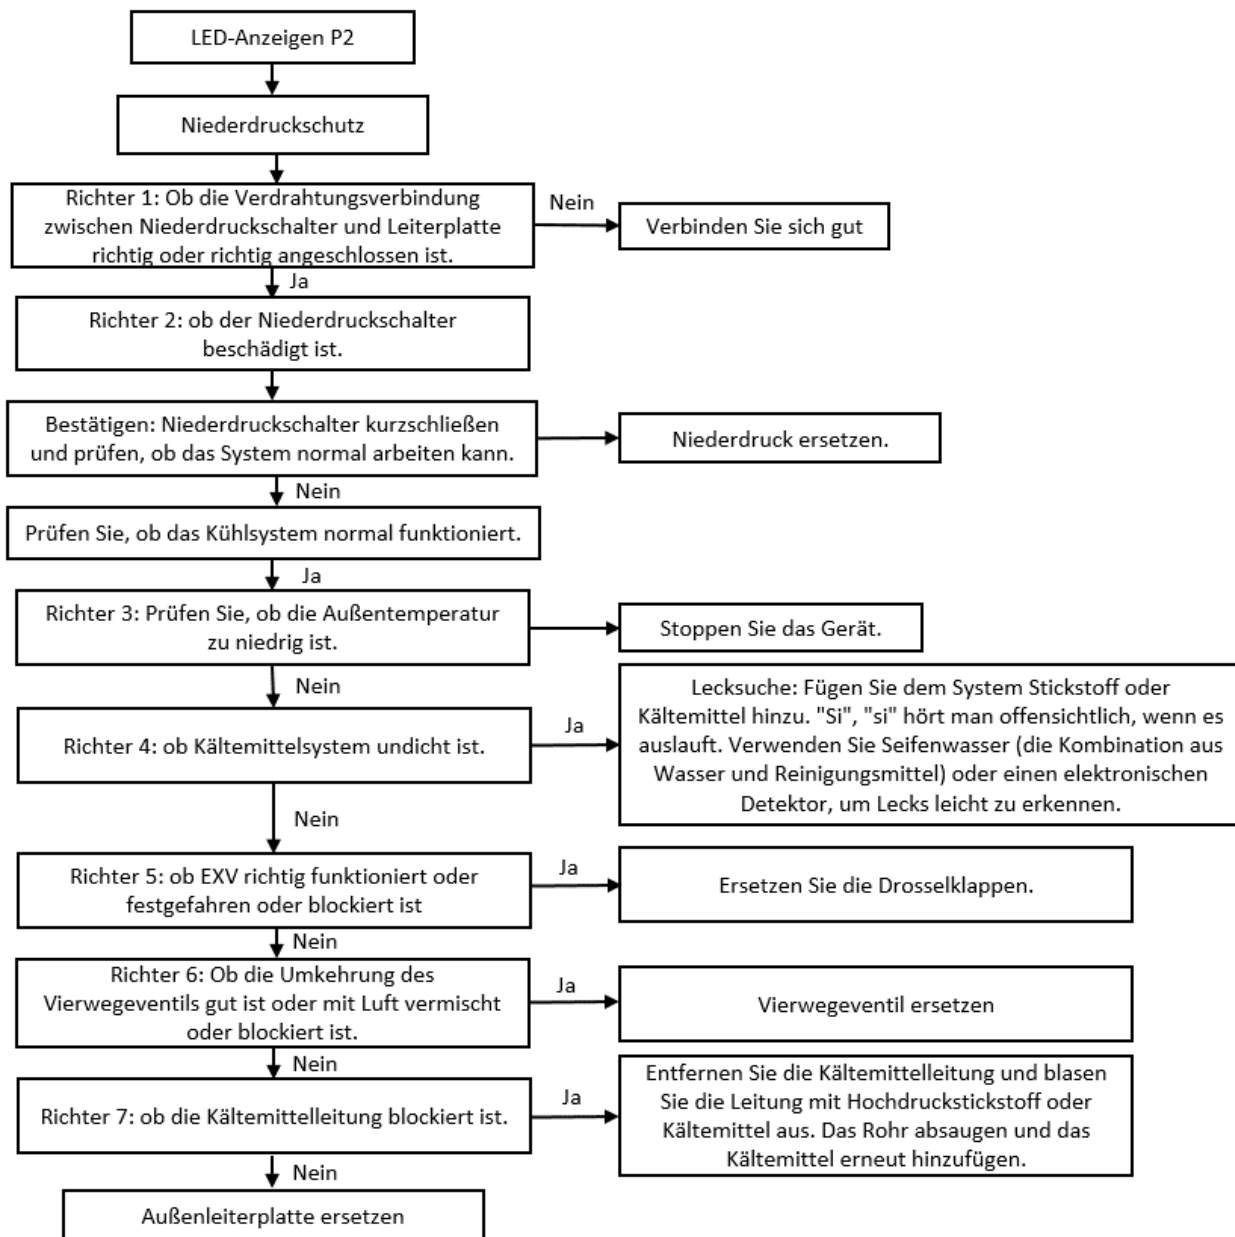 LED-Anzeigen P2
Niederdruckschutz
Richter 1: Ob die Verdrahtungsverbindung
zwischen Niederdruckschalter und Leiterplatte
richtig oder richtig angeschlossen ist.
Nein
Verbinden Sie sich gut
Ja
Richter 2: ob der Niederdruckschalter
beschädigt ist.
Bestätigen: Niederdruckschalter kurzschließen
und prüfen, ob das System normal arbeiten kann.
Niederdruck ersetzen.
Nein
Prüfen Sie, ob das Kühlsystem normal funktioniert.
Ja
Richter 3: Prüfen Sie, ob die Außentemperatur
zu niedrig ist.
Stoppen Sie das Gerät.
Nein
Richter 4: ob Kältemittelsystem undicht ist.
Ja
Lecksuche: Fügen Sie dem System Stickstoff oder
Kältemittel hinzu. "Si", "si" hört man offensichtlich, wenn es
ausläuft. Verwenden Sie Seifenwasser (die Kombination aus
Wasser und Reinigungsmittel) oder einen elektronischen
Detektor, um Lecks leicht zu erkennen.
Nein
Richter 5: ob EXV richtig funktioniert oder
festgefahren oder blockiert ist
Ja
Ersetzen Sie die Drosselklappen.
Nein
Richter 6: Ob die Umkehrung des
Vierwegeventils gut ist oder mit Luft vermischt
oder blockiert ist.
Ja
Vierwegeventil ersetzen
Nein
Richter 7: ob die Kältemittelleitung blockiert ist.
Ja
Entfernen Sie die Kältemittelleitung und blasen
Sie die Leitung mit Hochdruckstickstoff oder
Kältemittel aus. Das Rohr absaugen und das
Kältemittel erneut hinzufügen.
Nein
Außenleiterplatte ersetzen